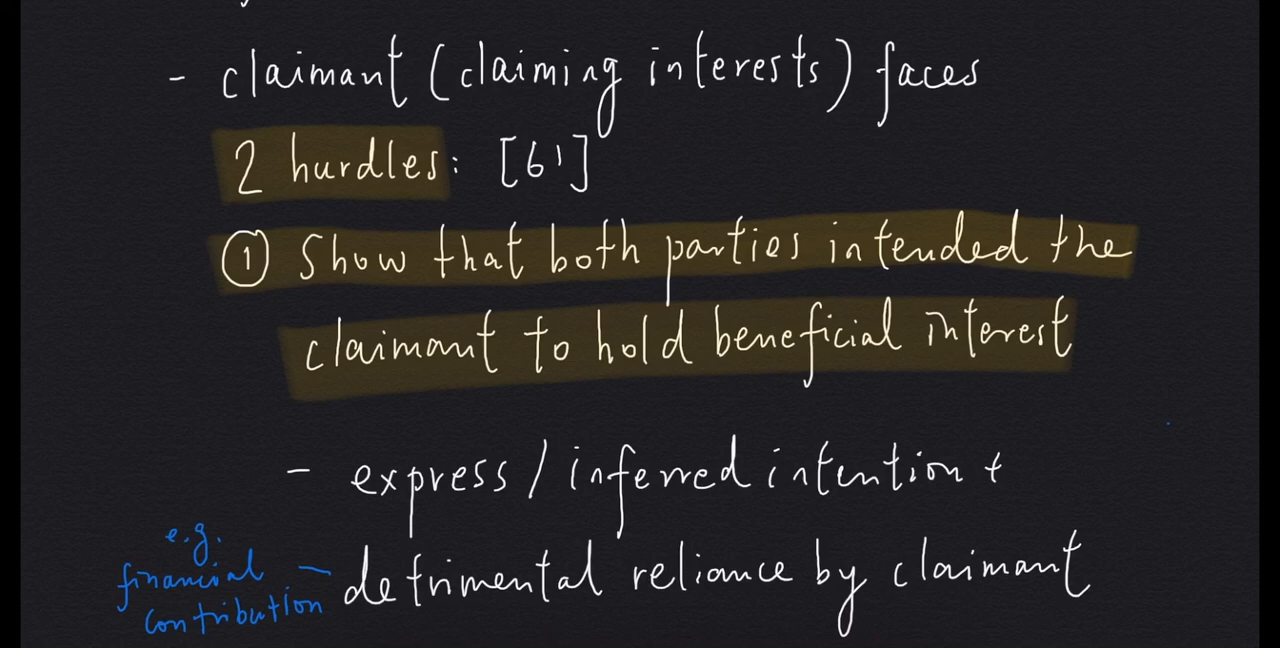 - claimant (claiming interests) faces
2 hurdles: [61]
① Show that both parties intended the
claimant to hold beneficial interest
- express / inferred intention +
detrimental reliance by claimant
e.g.
financial -
contribution